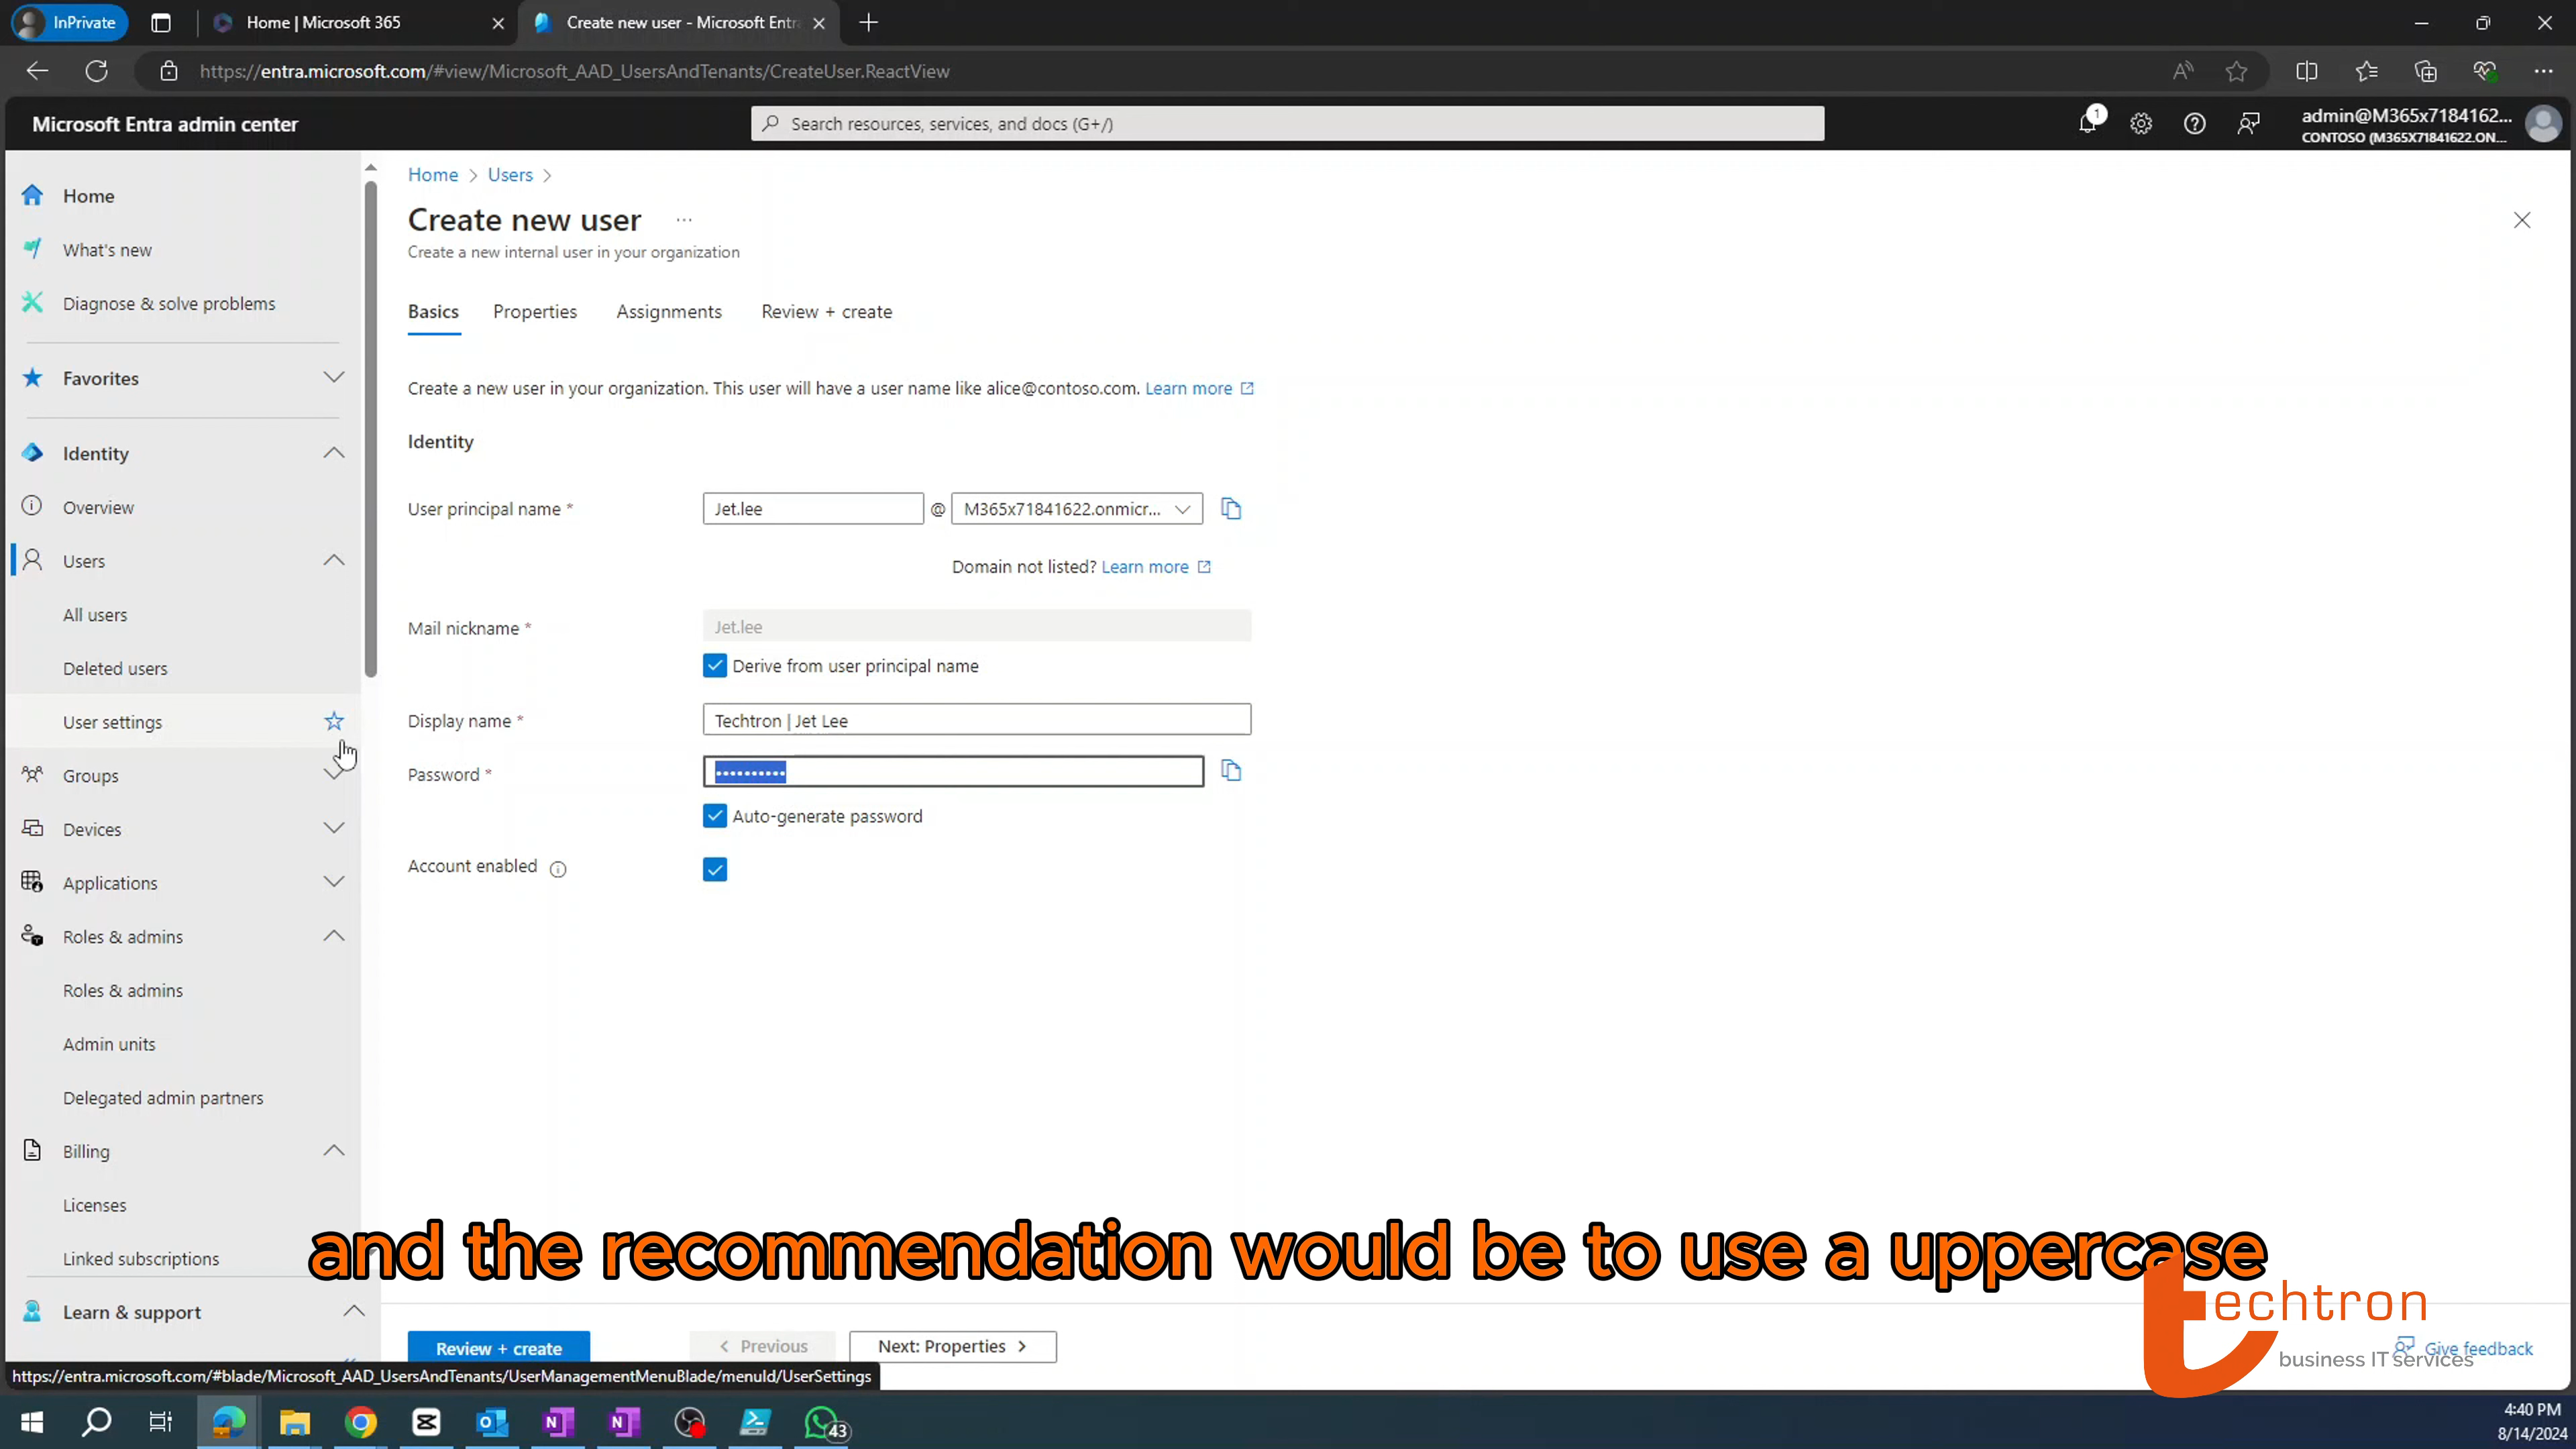 InPrivate
Home | Microsoft 365
Create new user - Microsoft Entr
https://entra.microsoft.com/#view/Microsoft_AAD_UsersAndTenants/CreateUser.ReactView
Microsoft Entra admin center
Search resources, services, and docs (G+/)
1
admin@M365x7184162...
CONTOSO (M365X71841622.ON...
Home
What's new
Diagnose & solve problems
Favorites
Identity
Overview
Users
All users
Deleted users
User settings
Groups
Devices
Applications
Roles & admins
Roles & admins
Admin units
Delegated admin partners
Billing
Licenses
Linked subscriptions
Learn & support
Home > Users >
Create new user ...
Create a new internal user in your organization
Basics Properties Assignments Review + create
Create a new user in your organization. This user will have a user name like alice@contoso.com. Learn more
Identity
User principal name * Jet.lee @ M365x71841622.onmicr...
Domain not listed? Learn more
Mail nickname * Jet.lee
Derive from user principal name
Display name * Techtron | Jet Lee
Password * ••••••••••
Auto-generate password
Account enabled
and the recommendation would be to use a uppercase
techtron
business IT services
Review + create < Previous Next: Properties > Give feedback
https://entra.microsoft.com/#blade/Microsoft_AAD_UsersAndTenants/UserManagementMenuBlade/menuId/UserSettings
43
4:40 PM
8/14/2024